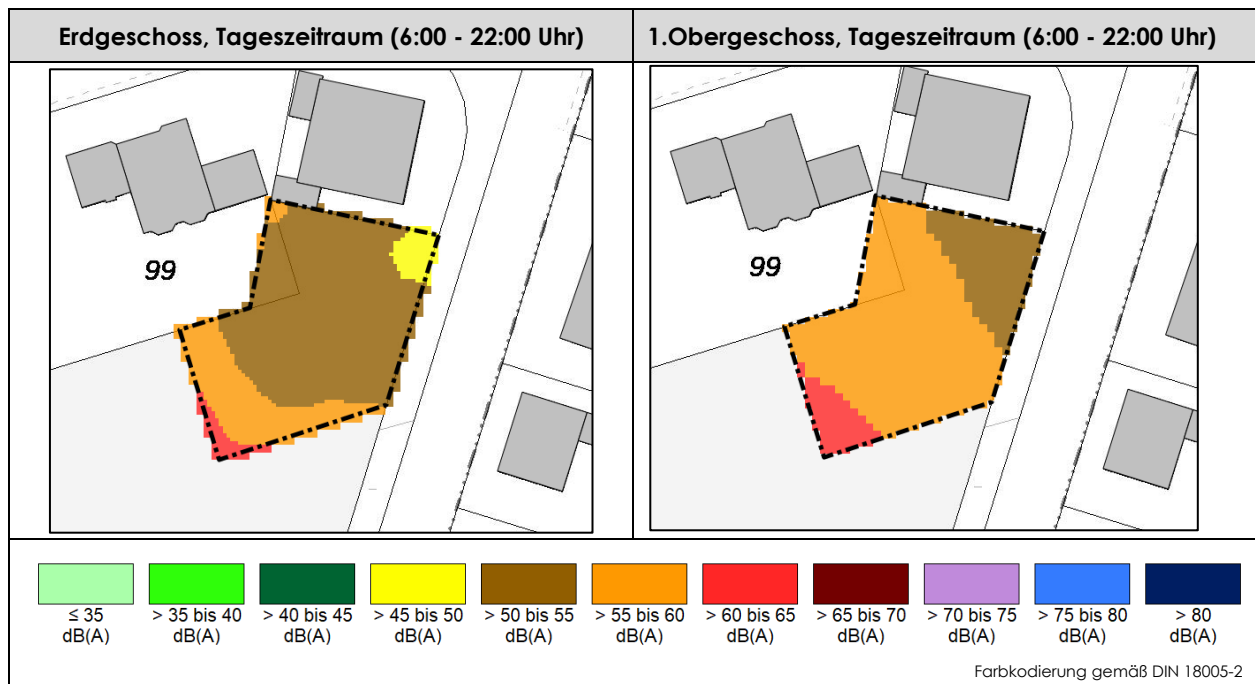 Erdgeschoss, Tageszeitraum (6:00 - 22:00 Uhr)
1.Obergeschoss, Tageszeitraum (6:00 - 22:00 Uhr)
99
99
≤ 35
dB(A)
> 35 bis 40
dB(A)
> 40 bis 45
dB(A)
> 45 bis 50
dB(A)
> 50 bis 55
dB(A)
> 55 bis 60
dB(A)
> 60 bis 65
dB(A)
> 65 bis 70
dB(A)
> 70 bis 75
dB(A)
> 75 bis 80
dB(A)
> 80
dB(A)
Farbkodierung gemäß DIN 18005-2